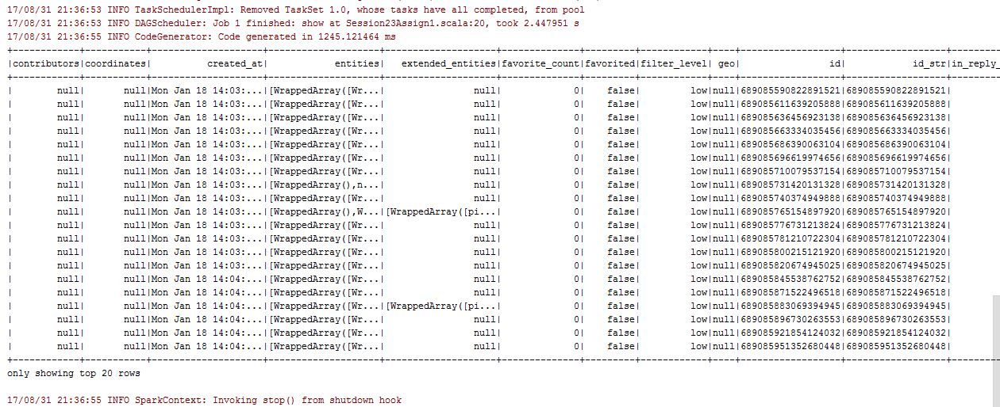 17/08/31 21:36:53 INFO TaskSchedulerImpl: Removed TaskSet 1.0, whose tasks have all completed, from pool
17/08/31 21:36:53 INFO DAGScheduler: Job 1 finished: show at Session23Assign1.scala:20, took 2.447951 s
17/08/31 21:36:55 INFO CodeGenerator: Code generated in 1245.121464 ms
|contributors|coordinates| created_at| entities| extended_entities|favorite_count|favorited|filter_level| geo| id| id_str|in_reply_
| null| null|Mon Jan 18 14:03:...|[WrappedArray([Wr...| null| 0| false| low|null|689085590822891521|689085590822891521|
| null| null|Mon Jan 18 14:03:...|[WrappedArray([Wr...| null| 0| false| low|null|689085611639205888|689085611639205888|
| null| null|Mon Jan 18 14:03:...|[WrappedArray([Wr...| null| 0| false| low|null|689085636456923138|689085636456923138|
| null| null|Mon Jan 18 14:03:...|[WrappedArray([Wr...| null| 0| false| low|null|689085663334035456|689085663334035456|
| null| null|Mon Jan 18 14:03:...|[WrappedArray([Wr...| null| 0| false| low|null|689085686390063104|689085686390063104|
| null| null|Mon Jan 18 14:03:...|[WrappedArray([Wr...| null| 0| false| low|null|689085696619974656|689085696619974656|
| null| null|Mon Jan 18 14:03:...|[WrappedArray([Wr...| null| 0| false| low|null|689085710079537154|689085710079537154|
| null| null|Mon Jan 18 14:03:...|[WrappedArray(),n...| null| 0| false| low|null|689085731420131328|689085731420131328|
| null| null|Mon Jan 18 14:03:...|[WrappedArray([Wr...| null| 0| false| low|null|689085740374949888|689085740374949888|
| null| null|Mon Jan 18 14:03:...|[WrappedArray(),W...|[WrappedArray([pi...| 0| false| low|null|689085765154897920|689085765154897920|
| null| null|Mon Jan 18 14:03:...|[WrappedArray([Wr...| null| 0| false| low|null|689085776731213824|689085776731213824|
| null| null|Mon Jan 18 14:03:...|[WrappedArray([Wr...| null| 0| false| low|null|689085781210722304|689085781210722304|
| null| null|Mon Jan 18 14:03:...|[WrappedArray([Wr...| null| 0| false| low|null|689085800215121920|689085800215121920|
| null| null|Mon Jan 18 14:03:...|[WrappedArray([Wr...| null| 0| false| low|null|689085820674945025|689085820674945025|
| null| null|Mon Jan 18 14:04:...|[WrappedArray([Wr...| null| 0| false| low|null|689085845538762752|689085845538762752|
| null| null|Mon Jan 18 14:04:...|[WrappedArray([Wr...| null| 0| false| low|null|689085871522496518|689085871522496518|
| null| null|Mon Jan 18 14:04:...|[WrappedArray([Wr...|[WrappedArray([pi...| 0| false| low|null|689085883069394945|689085883069394945|
| null| null|Mon Jan 18 14:04:...|[WrappedArray([Wr...| null| 0| false| low|null|689085896730263553|689085896730263553|
| null| null|Mon Jan 18 14:04:...|[WrappedArray([Wr...| null| 0| false| low|null|689085921854124032|689085921854124032|
| null| null|Mon Jan 18 14:04:...|[WrappedArray([Wr...| null| 0| false| low|null|689085951352680448|689085951352680448|
only showing top 20 rows
17/08/31 21:36:55 INFO SparkContext: Invoking stop() from shutdown hook